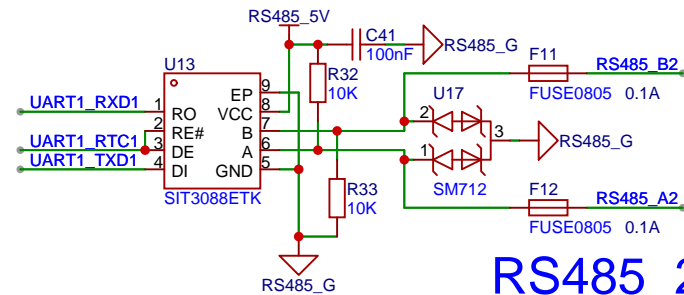 RS485_5V
C41
100nF
RS485_G
U13
R32
10K
F11
RS485_B2
FUSE0805 0.1A
UART1_RXD1
1 RO
EP 9
VCC 8
U17
2
UART1_RTC1
2 RE#
B 7
3
RS485_G
3 DE
A 6
1
UART1_TXD1
4 DI
GND 5
SM712
SIT3088ETK
R33
10K
F12
RS485_A2
FUSE0805 0.1A
RS485_G
RS485 2